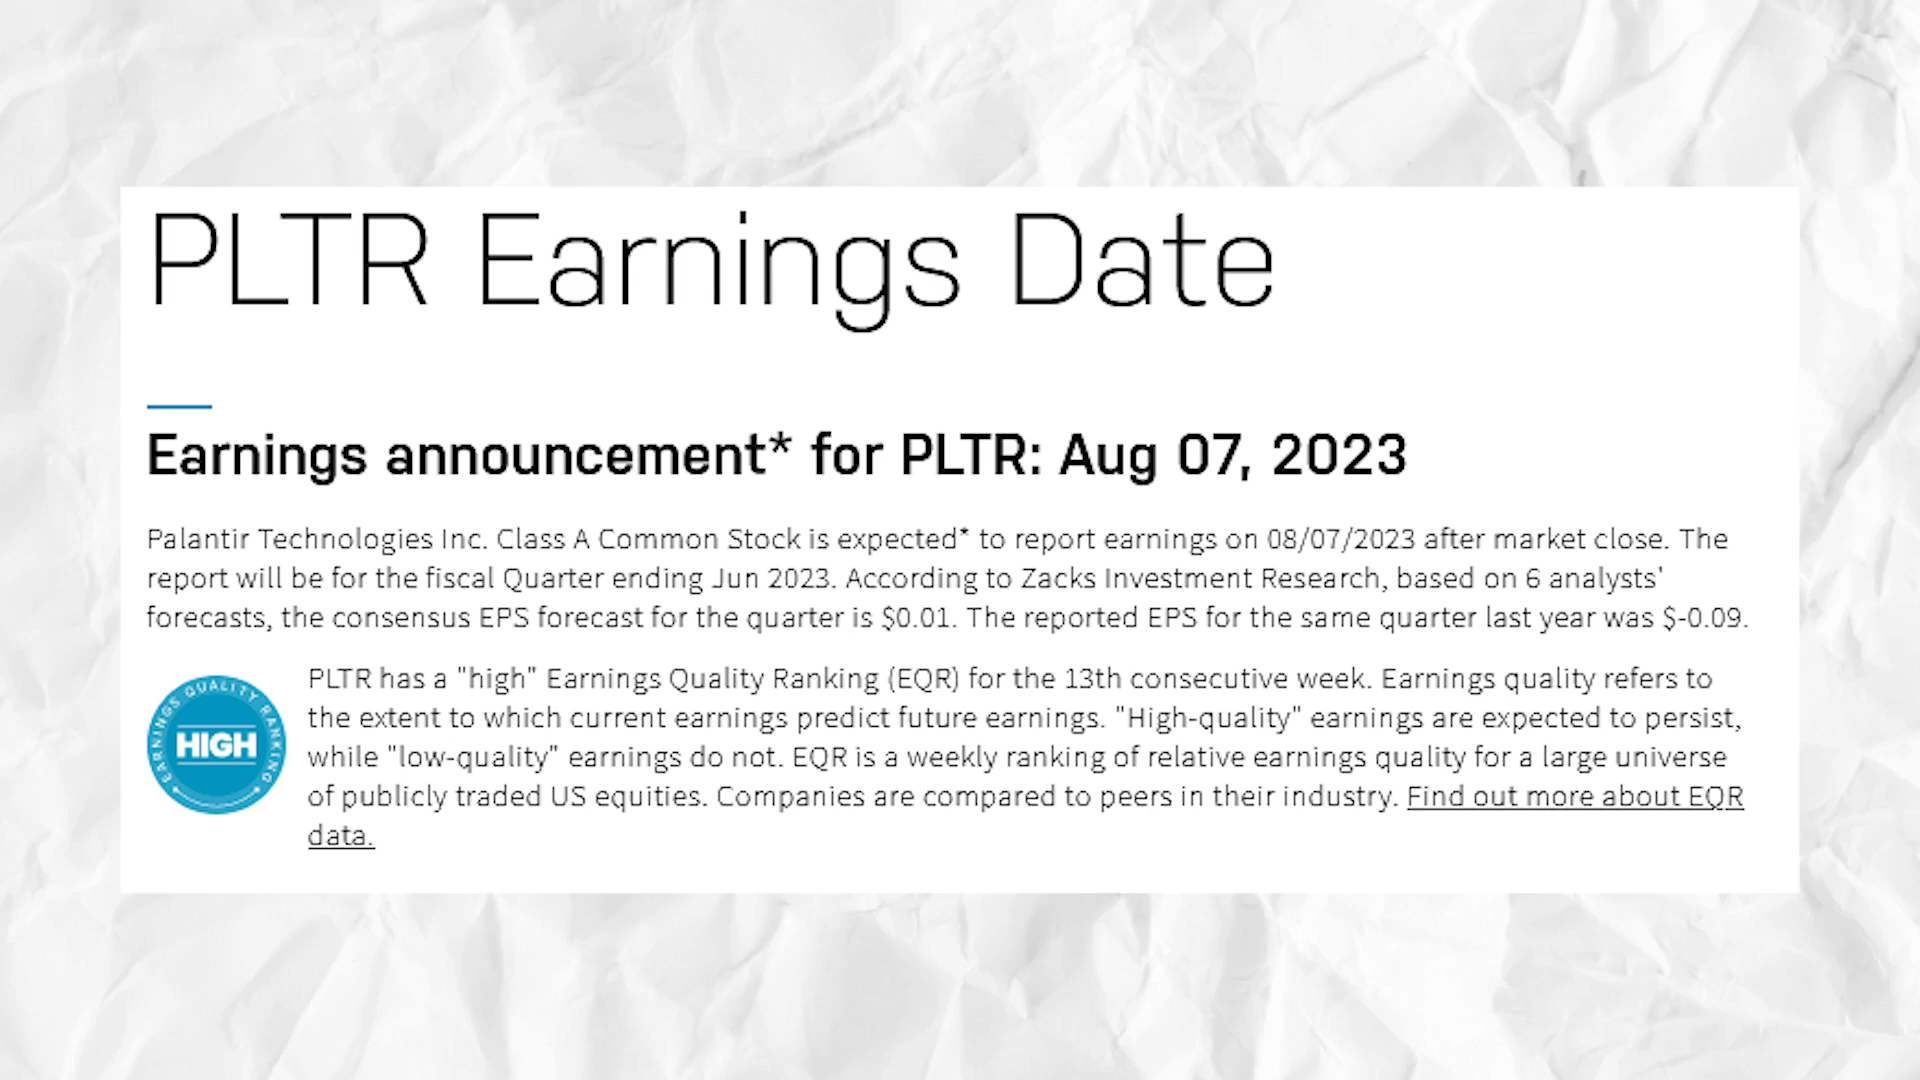 PLTR Earnings Date
Earnings announcement* for PLTR: Aug 07, 2023
Palantir Technologies Inc. Class A Common Stock is expected* to report earnings on 08/07/2023 after market close. The
report will be for the fiscal Quarter ending Jun 2023. According to Zacks Investment Research, based on 6 analysts'
forecasts, the consensus EPS forecast for the quarter is $0.01. The reported EPS for the same quarter last year was $-0.09.
EARNINGS QUALITY RANKING
HIGH
PLTR has a "high" Earnings Quality Ranking (EQR) for the 13th consecutive week. Earnings quality refers to
the extent to which current earnings predict future earnings. "High-quality" earnings are expected to persist,
while "low-quality" earnings do not. EQR is a weekly ranking of relative earnings quality for a large universe
of publicly traded US equities. Companies are compared to peers in their industry. Find out more about EQR
data.